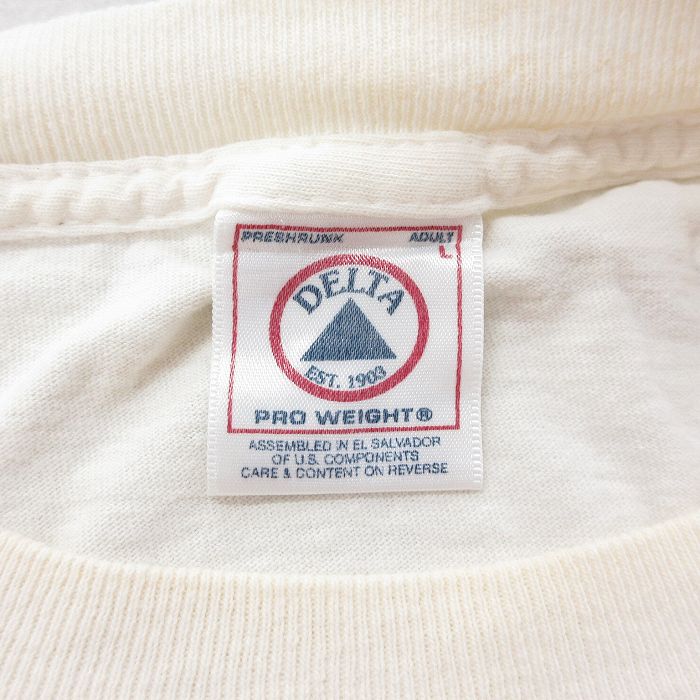 PRESHRUNK ADULT
L
DELTA
EST. 1903
PRO WEIGHT®
ASSEMBLED IN EL SALVADOR
OF U.S. COMPONENTS
CARE & CONTENT ON REVERSE